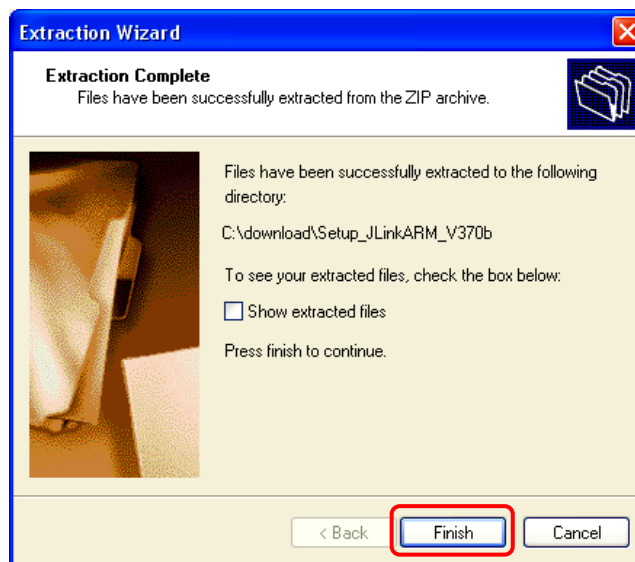 Extraction Wizard
Extraction Complete
Files have been successfully extracted from the ZIP archive.
Files have been successfully extracted to the following
directory:
C:\download\Setup_JLinkARM_V370b
To see your extracted files, check the box below:
Show extracted files
Press finish to continue.
< Back Finish Cancel